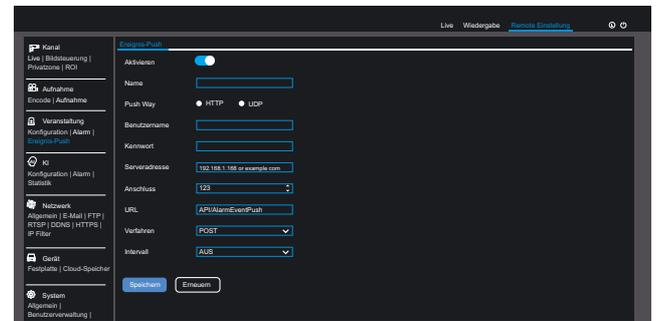 Live Wiedergabe Remote Einstellung
Kanal
Live | Bildsteuerung |
Privatzone | ROI
Aufnahme
Encode | Aufnahme
Veranstaltung
Konfiguration | Alarm |
Ereignis-Push
KI
Konfiguration | Alarm |
Statistik
Netzwerk
Allgemein | E-Mail | FTP |
RTSP | DDNS | HTTPS |
IP Filter
Gerät
Festplatte | Cloud-Speicher
System
Allgemein |
Benutzerverwaltung |
Ereignis-Push
Aktivieren
Name
Push Way HTTP UDP
Benutzername
Kennwort
Serveradresse 192.168.1.168 or example.com
Anschluss 123
URL API/AlarmEventPush
Verfahren POST
Intervall AUS
Speichern Erneuern